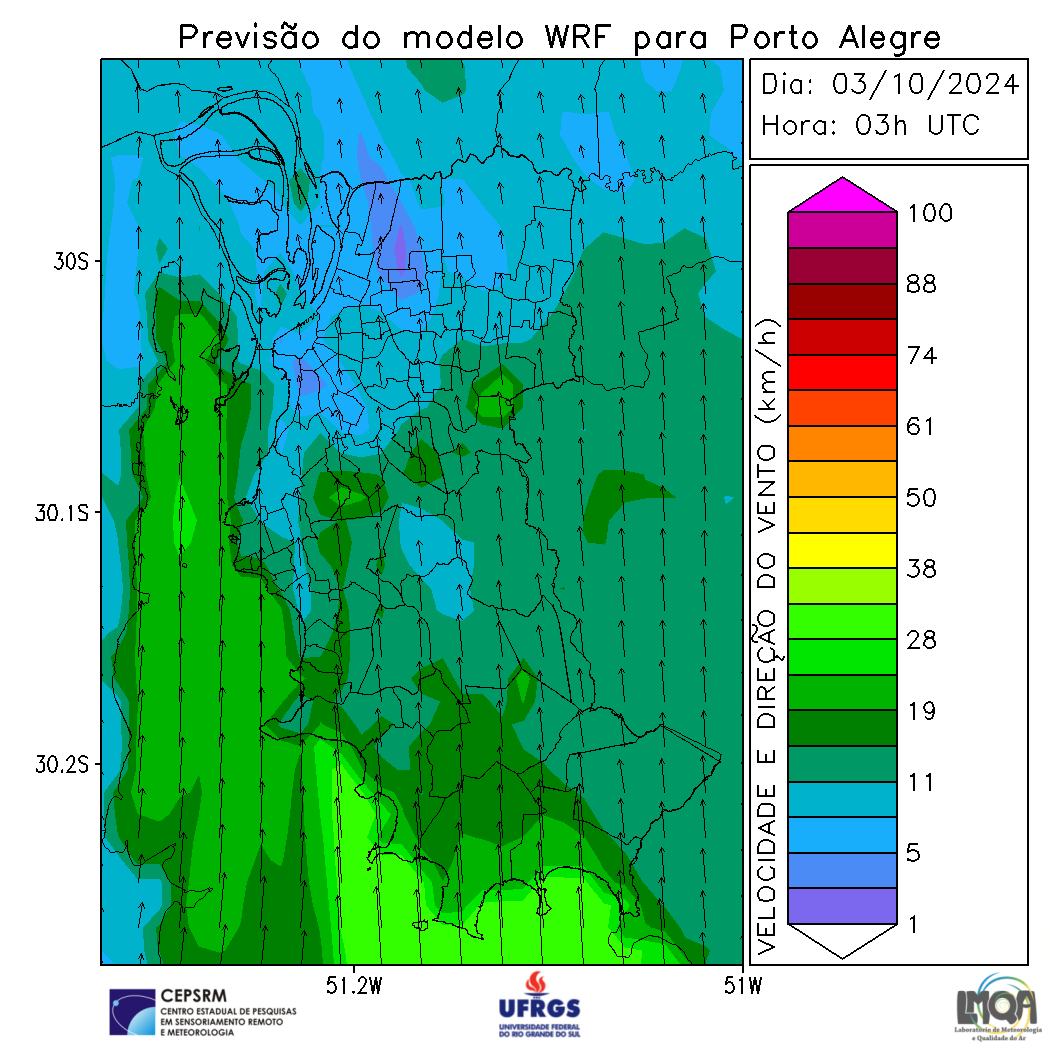 Previsão do modelo WRF para Porto Alegre
Dia: 03/10/2024
Hora: 03h UTC
30S
30.1S
30.2S
51.2W
51W
VELOCIDADE E DIREÇÃO DO VENTO (km/h)
100
88
74
61
50
38
28
19
11
5
1
CEPSRM
CENTRO ESTADUAL DE PESQUISAS
EM SENSORIAMENTO REMOTO
E METEOROLOGIA
UFRGS
UNIVERSIDADE FEDERAL
DO RIO GRANDE DO SUL
LMQA
Laboratório de Meteorologia
e Qualidade do Ar